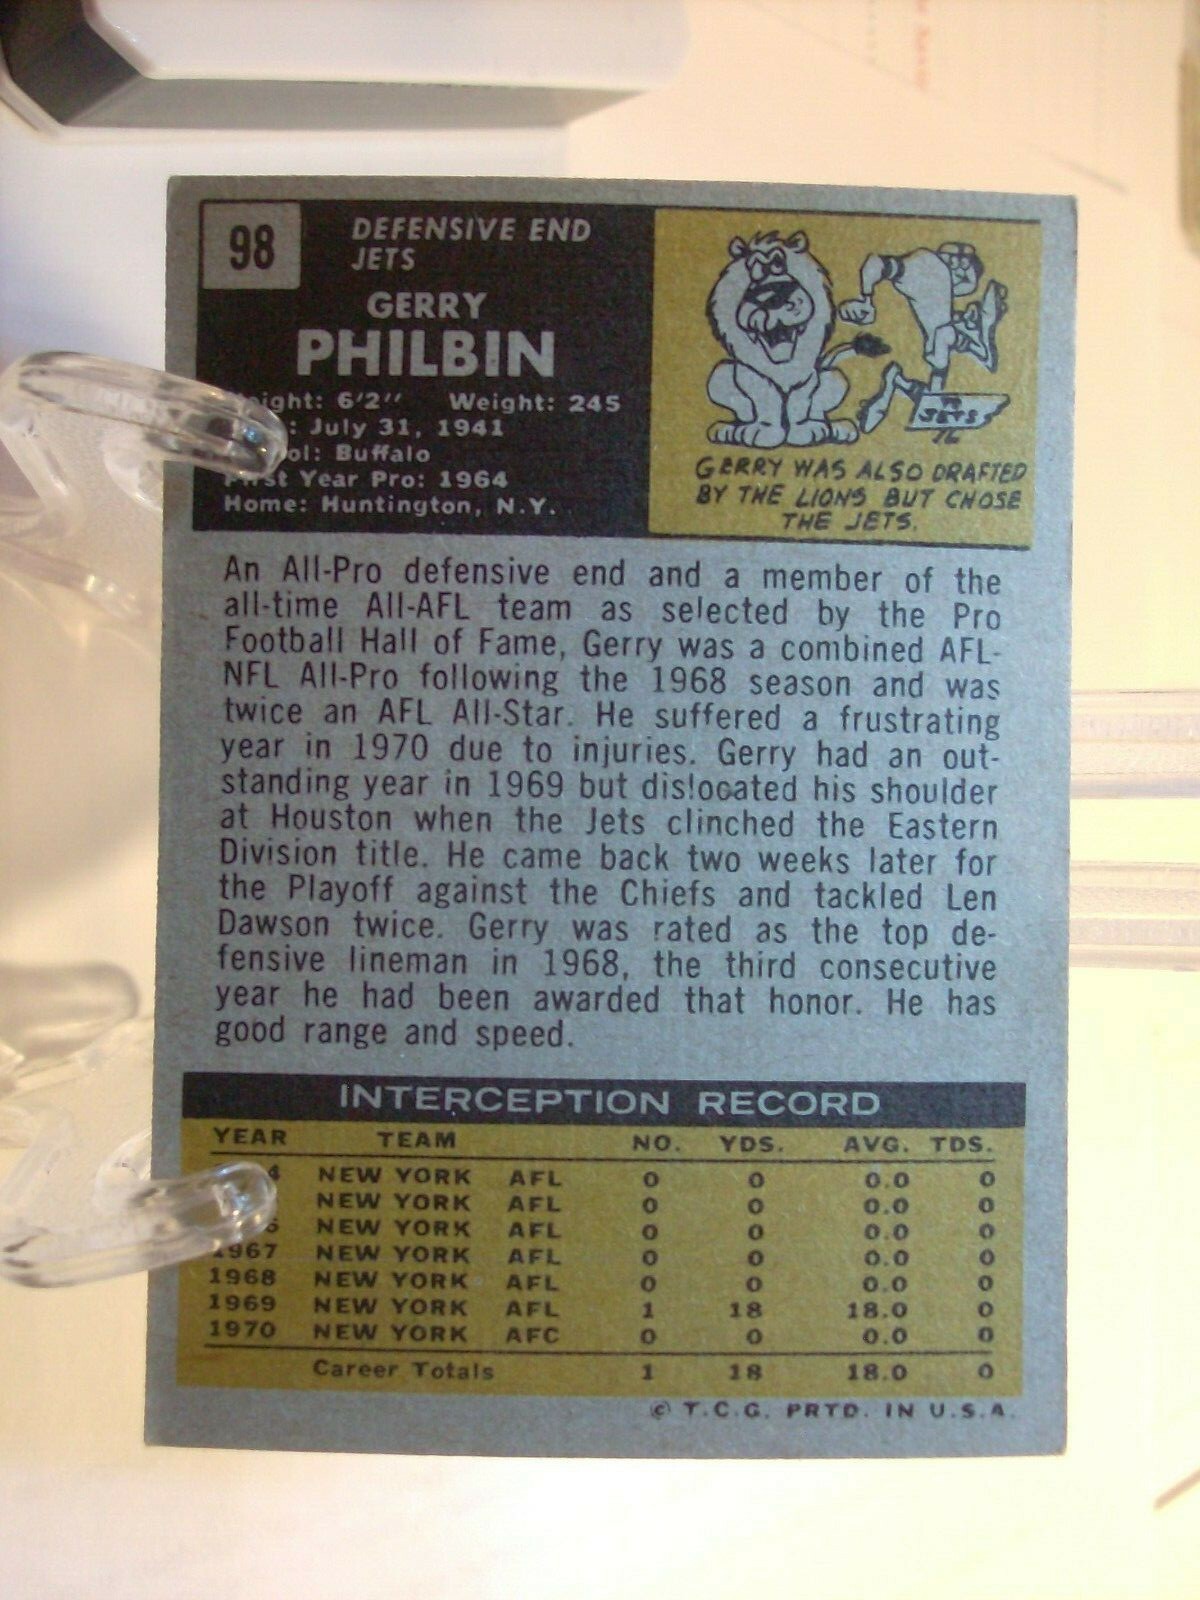 98
DEFENSIVE END
JETS
GERRY
PHILBIN
Height: 6'2" Weight: 245
: July 31, 1941
ol: Buffalo
First Year Pro: 1964
Home: Huntington, N.Y.
TO
JETS
GERRY WAS ALSO DRAFTED
BY THE LIONS BUT CHOSE
THE JETS.
An All-Pro defensive end and a member of the
all-time All-AFL team as selected by the Pro
Football Hall of Fame, Gerry was a combined AFL-
NFL All-Pro following the 1968 season and was
twice an AFL All-Star. He suffered a frustrating
year in 1970 due to injuries. Gerry had an out-
standing year in 1969 but dislocated his shoulder
at Houston when the Jets clinched the Eastern
Division title. He came back two weeks later for
the Playoff against the Chiefs and tackled Len
Dawson twice. Gerry was rated as the top de-
fensive lineman in 1968, the third consecutive
year he had been awarded that honor. He has
good range and speed.
INTERCEPTION RECORD
YEAR TEAM NO. YDS. AVG. TDS.
4 NEW YORK AFL 0 0 0.0 0
NEW YORK AFL 0 0 0.0 0
6 NEW YORK AFL 0 0 0.0 0
1967 NEW YORK AFL 0 0 0.0 0
1968 NEW YORK AFL 0 0 0.0 0
1969 NEW YORK AFL 1 18 18.0 0
1970 NEW YORK AFC 0 0 0.0 0
Career Totals 1 18 18.0 0
© T.C.G. PRTD. IN U.S.A.